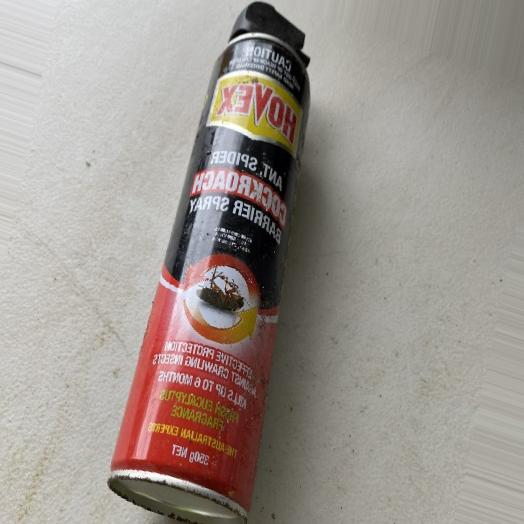 CAUTION
HOVEX
ANT, SPIDER
COCKROACH
BARRIER SPRAY
EFFECTIVE PROTECTION
AGAINST CRAWLING INSECTS
KILLS UP TO 6 MONTHS
FRESH EUCALYPTUS
FRAGRANCE
THE AUSTRALIAN EXPERTS
350g NET